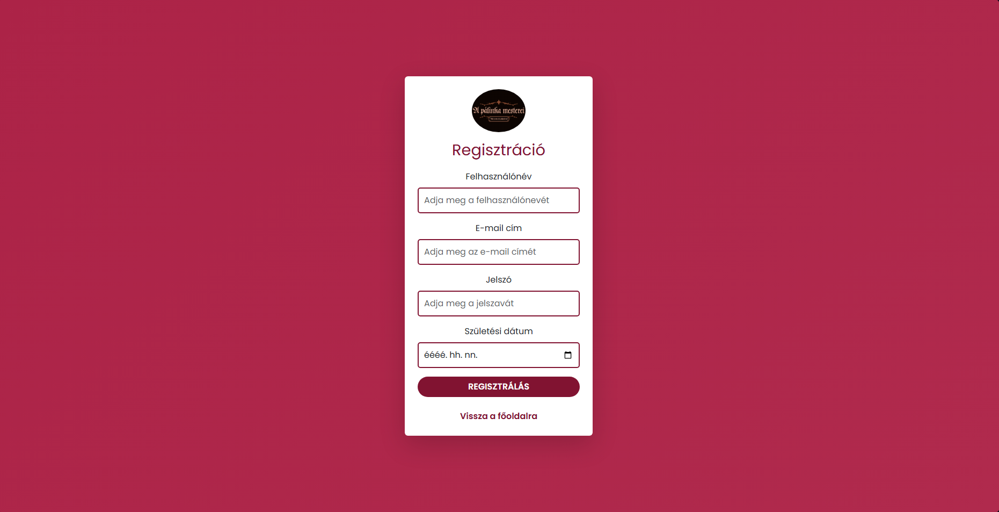 A pálinka mesterei
Regisztráció
Felhasználónév
Adja meg a felhasználónevét
E-mail cím
Adja meg az e-mail címét
Jelszó
Adja meg a jelszavát
Születési dátum
éééé. hh. nn.
REGISZTRÁLÁS
Vissza a főoldalra